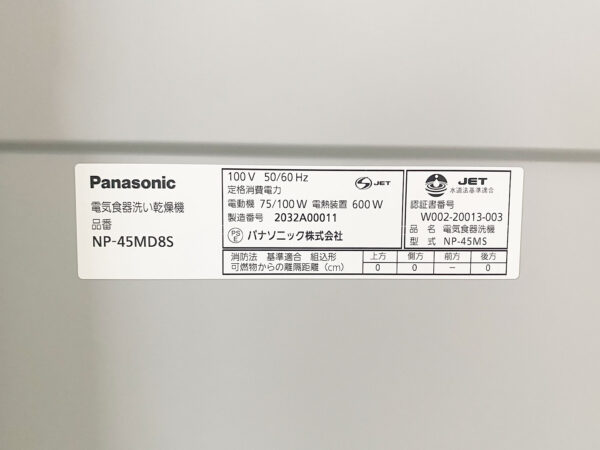 Panasonic
電気食器洗い乾燥機
品番
NP-45MD8S
100V 50/60Hz
定格消費電力
電動機 75/100W 電熱装置 600W
製造番号 2032A00011
PSE パナソニック株式会社
S JET
JET
水道法基準適合
認証書番号
W002-20013-003
品名 電気食器洗機
型式 NP-45MS
消防法 基準適合 組込形 上方 側方 前方 後方
可燃物からの離隔距離(cm) 0 0 − 0